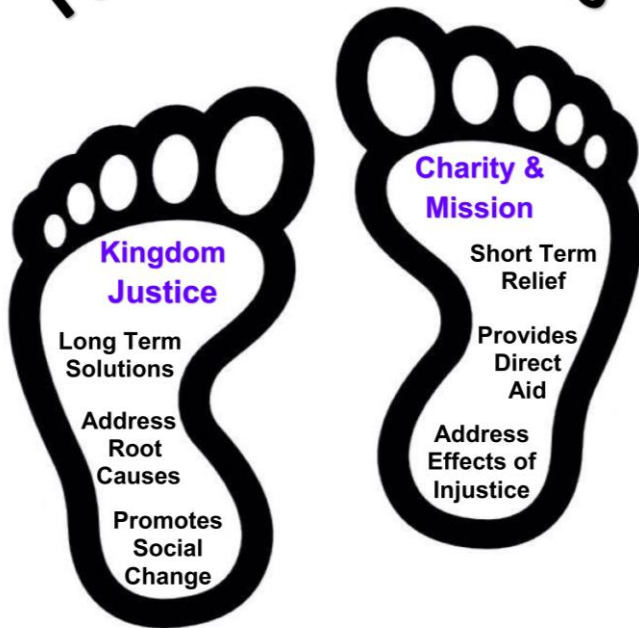 Kingdom
Justice
Long Term
Solutions
Address
Root
Causes
Promotes
Social
Change
Charity &
Mission
Short Term
Relief
Provides
Direct
Aid
Address
Effects of
Injustice